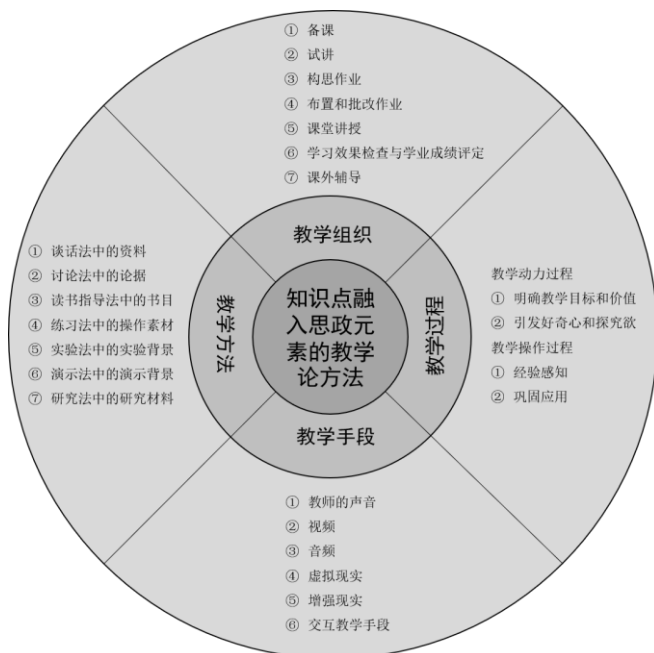 ① 备课
② 试讲
③ 构思作业
④ 布置和批改作业
⑤ 课堂讲授
⑥ 学习效果检查与学业成绩评定
⑦ 课外辅导
教学组织
① 谈话法中的资料
② 讨论法中的论据
③ 读书指导法中的书目
④ 练习法中的操作素材
⑤ 实验法中的实验背景
⑥ 演示法中的演示背景
⑦ 研究法中的研究材料
教学方法
知识点融
入思政元
素的教学
论方法
教学过程
教学动力过程
① 明确教学目标和价值
② 引发好奇心和探究欲
教学操作过程
① 经验感知
② 巩固应用
教学手段
① 教师的声音
② 视频
③ 音频
④ 虚拟现实
⑤ 增强现实
⑥ 交互教学手段